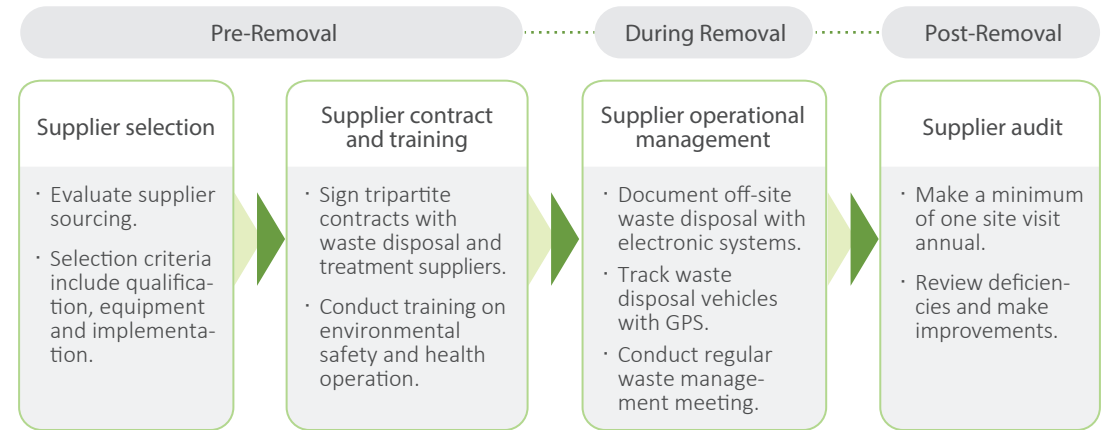 Pre-Removal
During Removal
Post-Removal
Supplier selection
· Evaluate supplier
sourcing.
· Selection criteria
include qualifica-
tion, equipment
and implementa-
tion.
Supplier contract
and training
· Sign tripartite
contracts with
waste disposal and
treatment suppliers.
· Conduct training on
environmental
safety and health
operation.
Supplier operational
management
· Document off-site
waste disposal with
electronic systems.
· Track waste
disposal vehicles
with GPS.
· Conduct regular
waste manage-
ment meeting.
Supplier audit
· Make a minimum
of one site visit
annual.
· Review deficien-
cies and make
improvements.